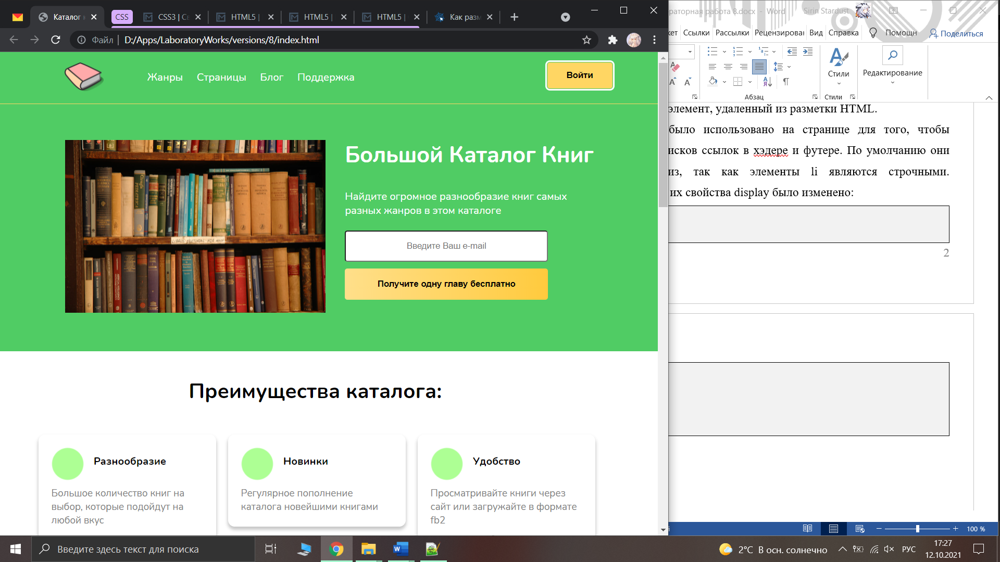 Каталог
CSS
CSS3 |
HTML5 |
HTML5 |
HTML5 |
Как разм
Файл
D:/Apps/LaboratoryWorks/versions/8/index.html
Жанры
Страницы
Блог
Поддержка
Войти
Большой Каталог Книг
Найдите огромное разнообразие книг самых
разных жанров в этом каталоге
Введите Ваш e-mail
Получите одну главу бесплатно
Преимущества каталога:
Разнообразие
Большое количество книг на
выбор, которые подойдут на
любой вкус
Новинки
Регулярное пополнение
каталога новейшими книгами
Удобство
Просматривайте книги через
сайт или загружайте в формате
fb2
раторная работа 8.docx - Word
Sirin Stardust
кет
Ссылки
Рассылки
Рецензирован
Вид
Справка
Помощн
Поделиться
Стили
Редактирование
Абзац
Стили
элемент, удаленный из разметки HTML.
было использовано на странице для того, чтобы
исков ссылок в хэдере и футере. По умолчанию они
из, так как элементы li являются строчными.
их свойства display было изменено:
2
100 %
Введите здесь текст для поиска
2°C В осн. солнечно
РУС
17:27
12.10.2021